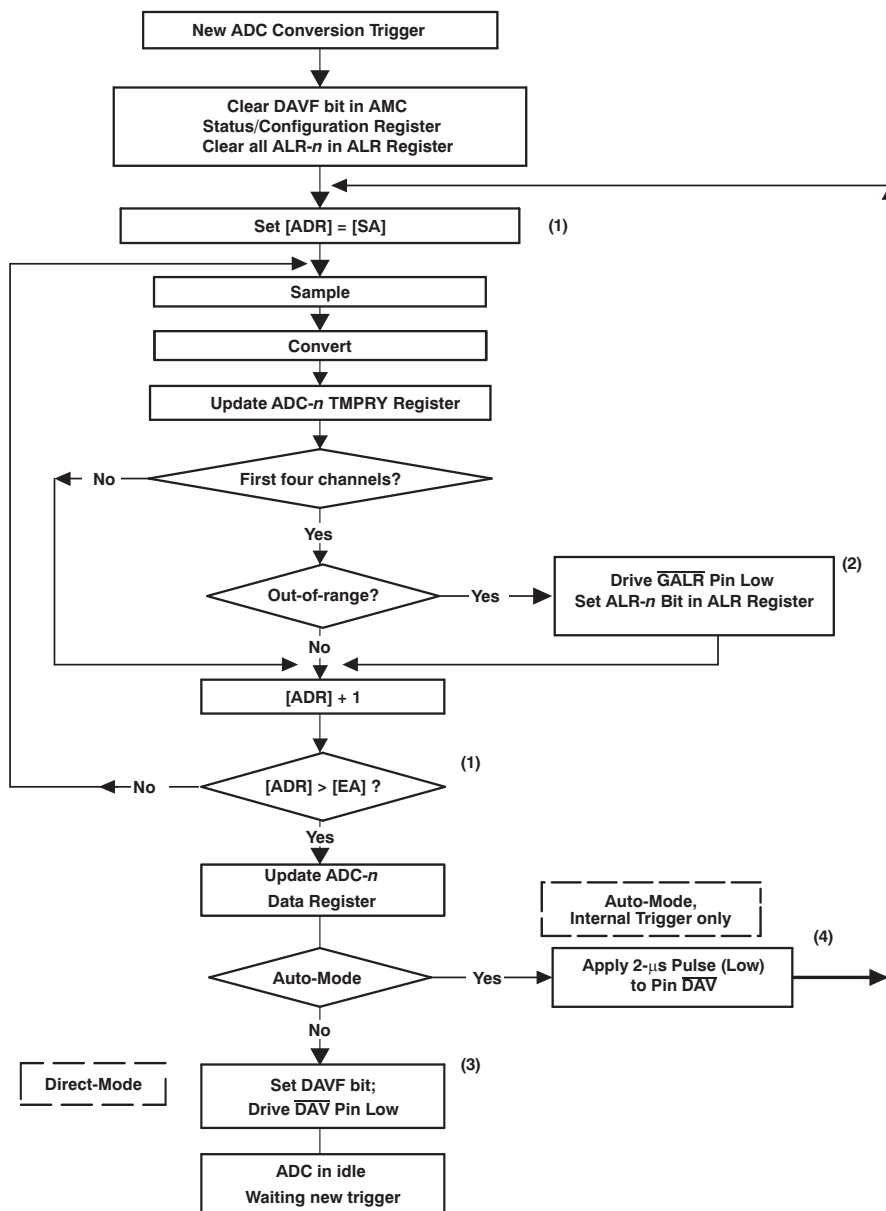 New ADC Conversion Trigger
Clear DAVF bit in AMC
Status/Configuration Register
Clear all ALR-n in ALR Register
Set [ADR] = [SA]
(1)
Sample
Convert
Update ADC-n TMPRY Register
First four channels?
No
Yes
Out-of-range?
Yes
(2)
Drive GALR Pin Low
Set ALR-n Bit in ALR Register
No
[ADR] + 1
[ADR] > [EA] ?
(1)
No
Yes
Update ADC-n
Data Register
Auto-Mode,
Internal Trigger only
Auto-Mode
Yes
(4)
Apply 2-μs Pulse (Low)
to Pin DAV
No
Direct-Mode
(3)
Set DAVF bit;
Drive DAV Pin Low
ADC in idle
Waiting new trigger